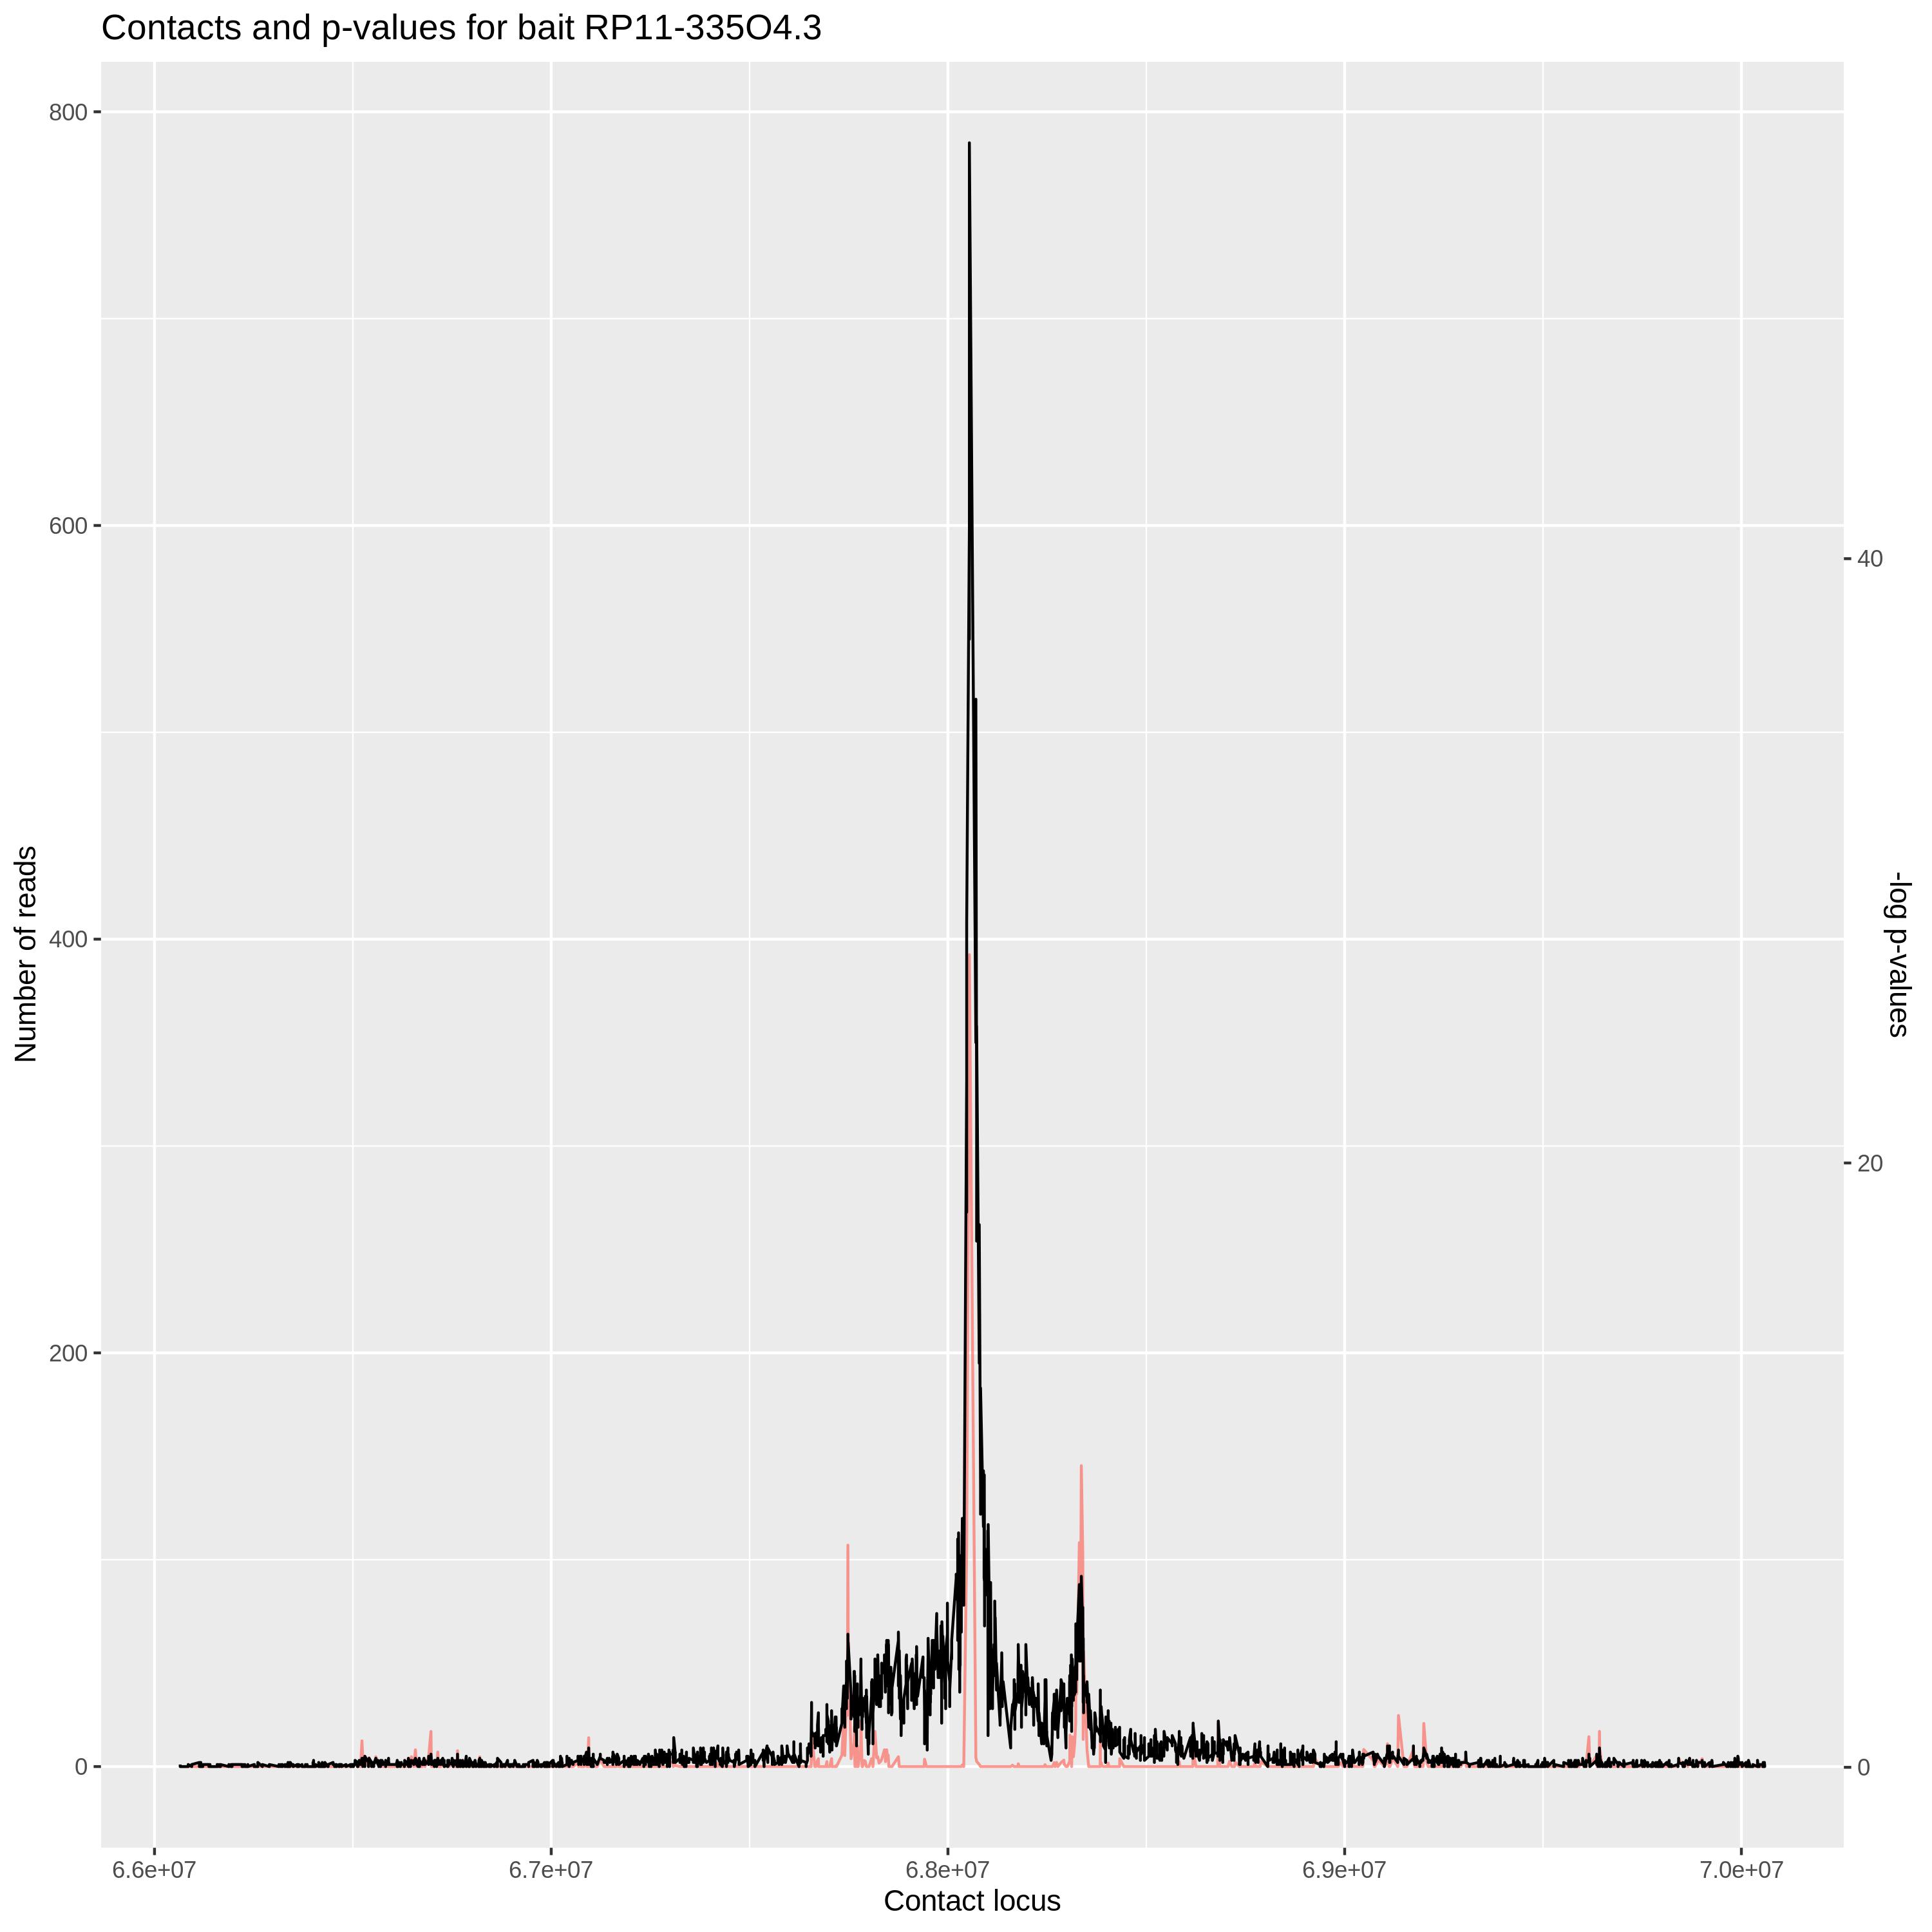 Contacts and p-values for bait RP11-335O4.3
800
600
400
200
0
Number of reads
40
20
0
-log p-values
6.6e+07 6.7e+07 6.8e+07 6.9e+07 7.0e+07
Contact locus